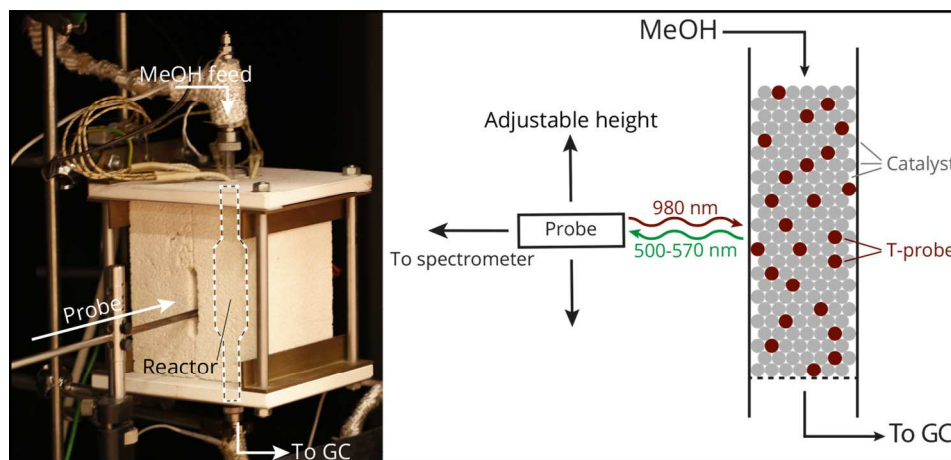 MeOH feed
Probe
Reactor
To GC
MeOH
Adjustable height
980 nm
Probe
500-570 nm
To spectrometer
Catalyst
T-probe
To GC